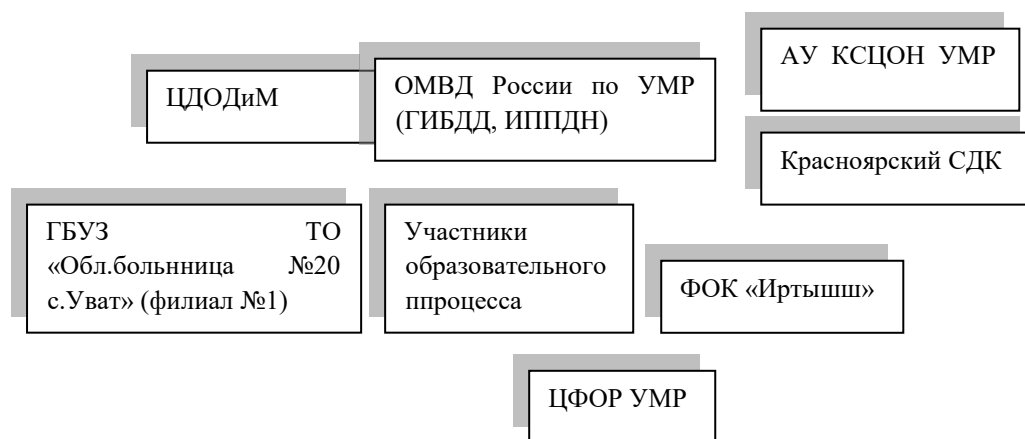 АУ КСЦОН УМР
ЦДОДиМ
ОМВД России по УМР
(ГИБДД, ИППДН)
Красноярский СДК
ГБУЗ ТО
«Обл.больнница №20
с.Уват» (филиал №1)
Участники
образовательного
ппроцесса
ФОК «Иртышш»
ЦФОР УМР